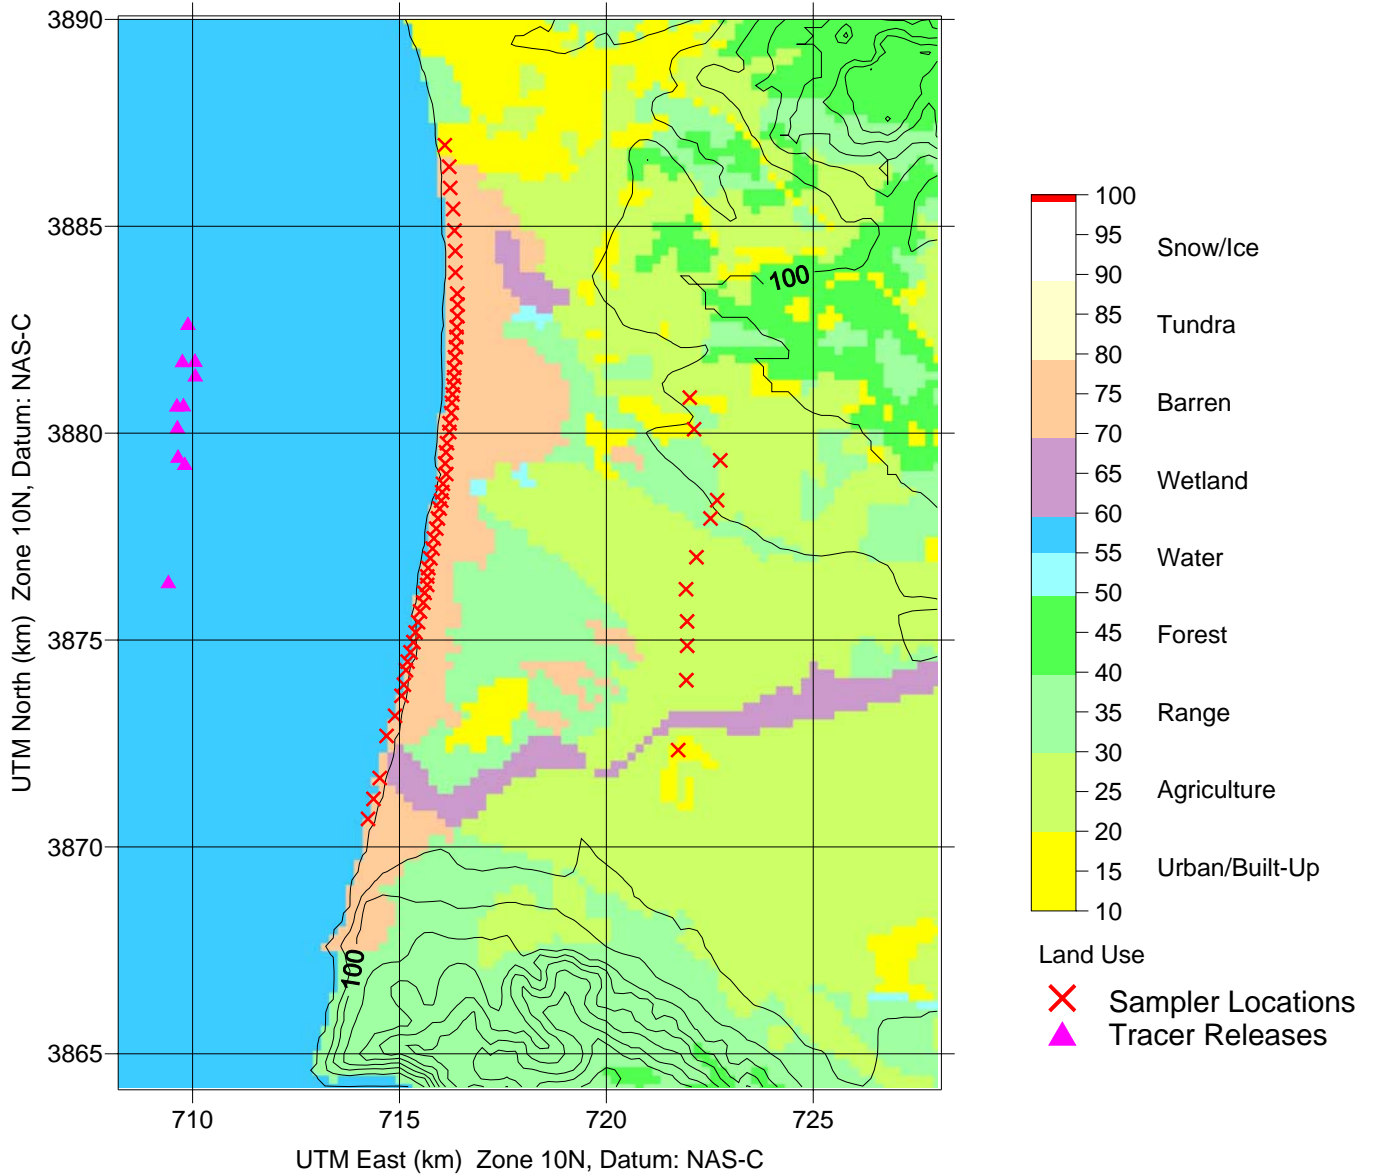 3890
3885
3880
3875
3870
3865
UTM North (km)  Zone 10N, Datum: NAS-C
710
715
720
725
UTM East (km)  Zone 10N, Datum: NAS-C
100
100
100
95
90
85
80
75
70
65
60
55
50
45
40
35
30
25
20
15
10
Snow/Ice
Tundra
Barren
Wetland
Water
Forest
Range
Agriculture
Urban/Built-Up
Land Use
Sampler Locations
Tracer Releases